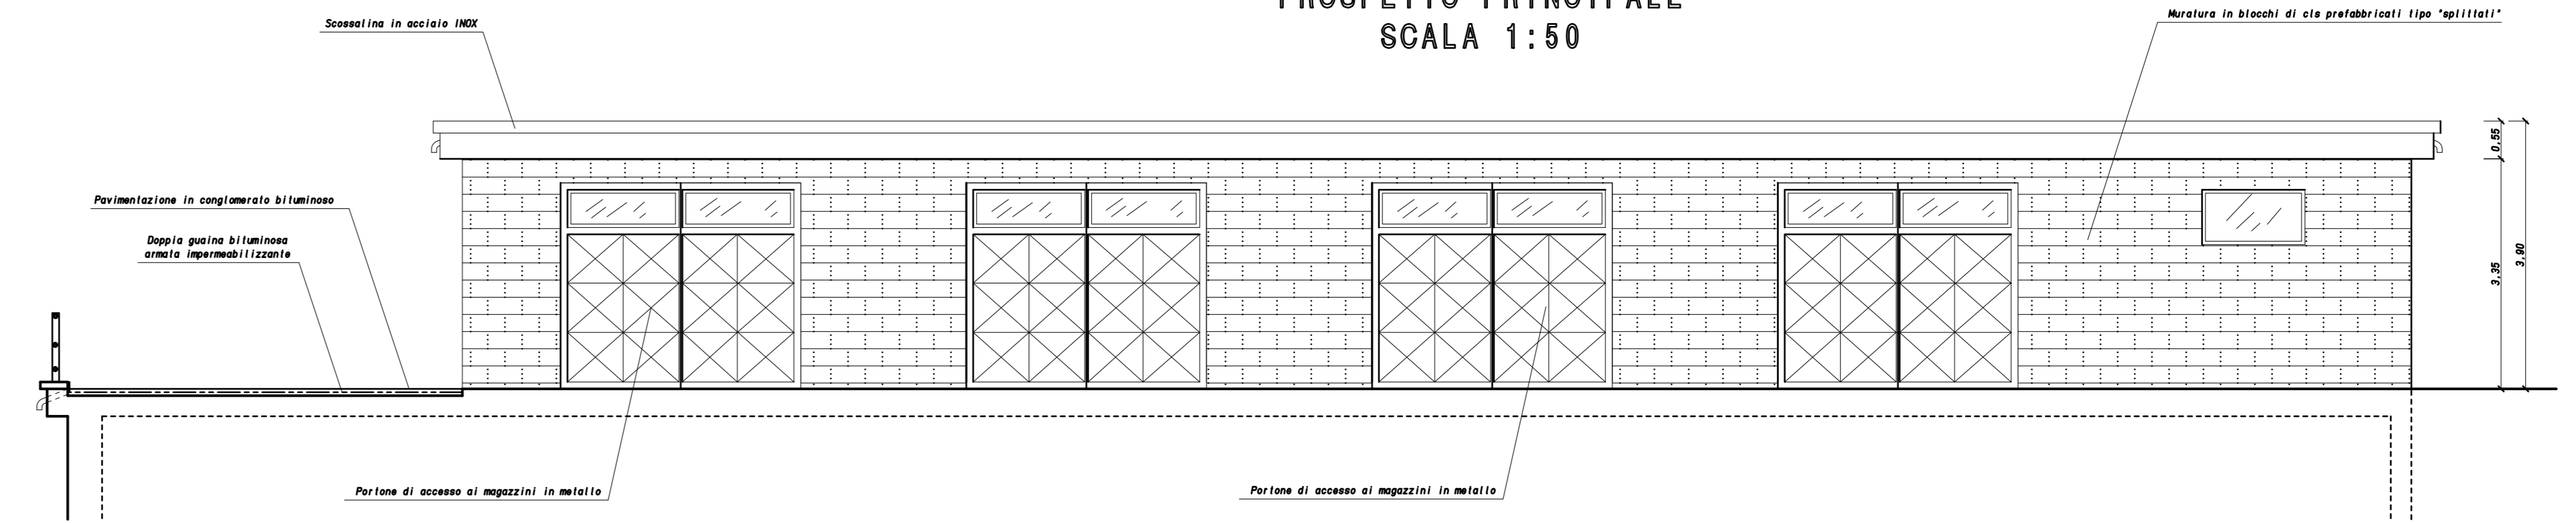 PROSPETTO PRINCIPALE
SCALA 1:50
Scossalina in acciaio INOX
Muratura in blocchi di cls prefabbricati tipo "splittati"
0,55
Pavimentazione in conglomerato bituminoso
Doppia guaina bituminosa
armata impermeabilizzante
3,35
3,90
Portone di accesso ai magazzini in metallo
Portone di accesso ai magazzini in metallo